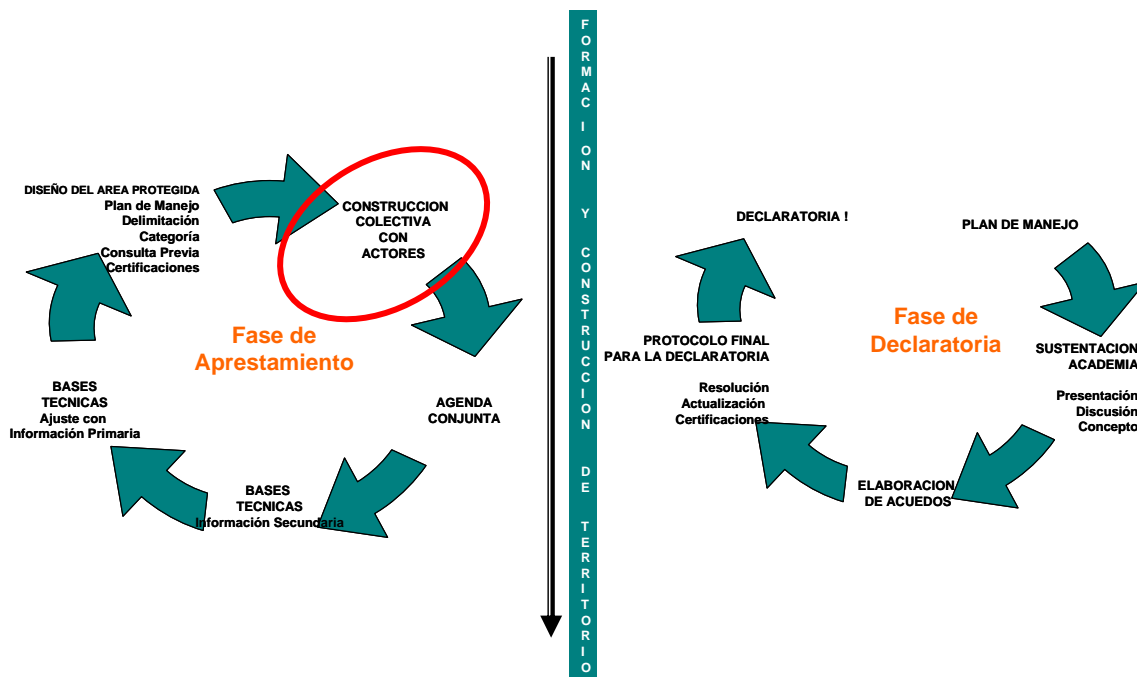 DISEÑO DEL AREA PROTEGIDA
Plan de Manejo
Delimitación
Categoría
Consulta Previa
Certificaciones
CONSTRUCCION
COLECTIVA
CON
ACTORES
Fase de
Aprestamiento
BASES
TECNICAS
Ajuste con
Información Primaria
AGENDA
CONJUNTA
BASES
TECNICAS
Información Secundaria
FORMACION Y CONSTRUCCION DE TERRITORIO
DECLARATORIA !
PLAN DE MANEJO
Fase de
Declaratoria
PROTOCOLO FINAL
PARA LA DECLARATORIA
Resolución
Actualización
Certificaciones
SUSTENTACION
ACADEMIA
Presentación
Discusión
Concepto
ELABORACION
DE ACUEDOS